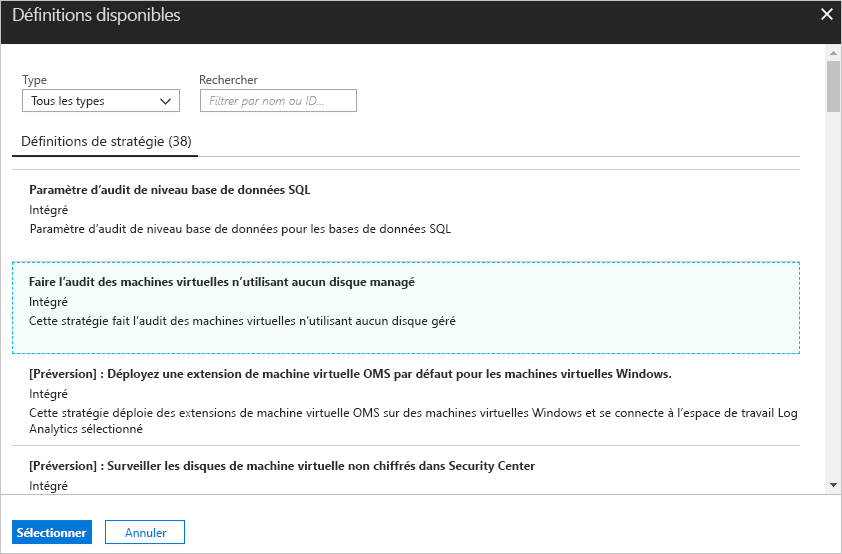 Définitions disponibles
Type
Rechercher
Tous les types
Filtrer par nom ou ID...
Définitions de stratégie (38)
Paramètre d’audit de niveau base de données SQL
Intégré
Paramètre d’audit de niveau base de données pour les bases de données SQL
Faire l’audit des machines virtuelles n’utilisant aucun disque managé
Intégré
Cette stratégie fait l’audit des machines virtuelles n’utilisant aucun disque géré
[Préversion] : Déployez une extension de machine virtuelle OMS par défaut pour les machines virtuelles Windows.
Intégré
Cette stratégie déploie des extensions de machine virtuelle OMS sur des machines virtuelles Windows et se connecte à l’espace de travail Log
Analytics sélectionné
[Préversion] : Surveiller les disques de machine virtuelle non chiffrés dans Security Center
Intégré
Sélectionner
Annuler